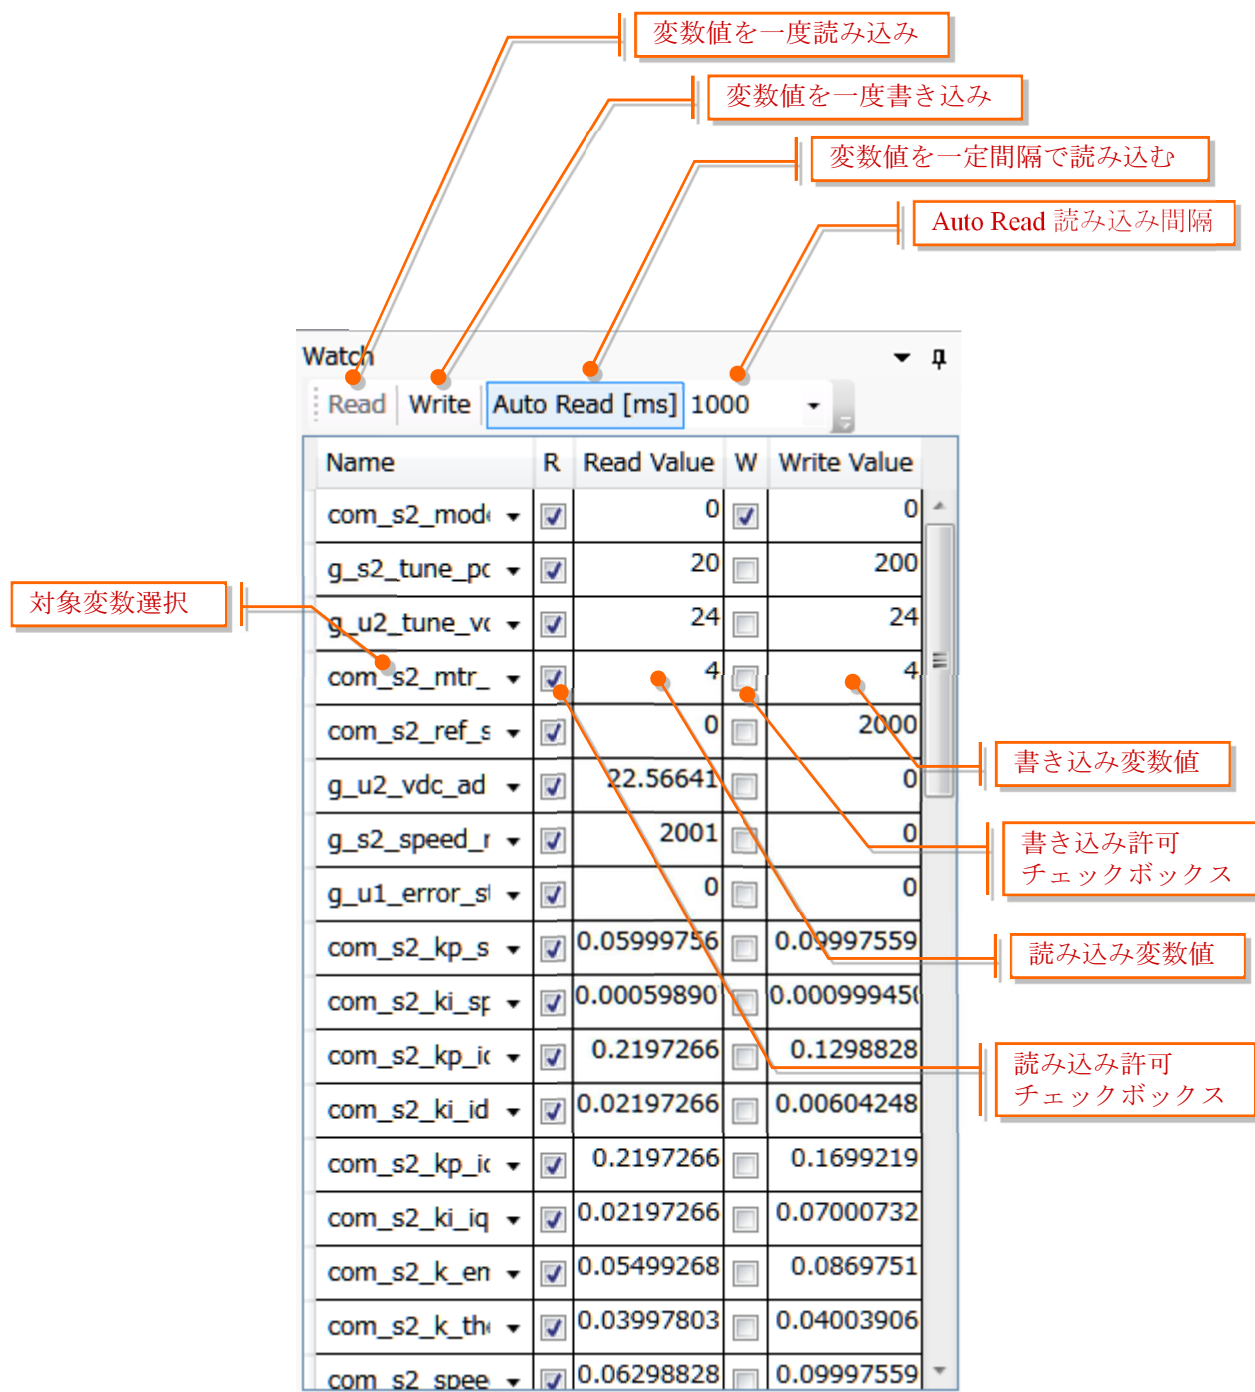 変数値を一度読み込み
変数値を一度書き込み
変数値を一定間隔で読み込む
Auto Read 読み込み間隔
Watch
Read Write Auto Read [ms] 1000
Name R Read Value W Write Value
com_s2_mod 0 0
g_s2_tune_p 20 200
対象変数選択
g_u2_tune_v 24 24
com_s2_mtr_ 4 4
com_s2_ref_s 0 2000
書き込み変数値
g_u2_vdc_ad 22.56641 0
g_s2_speed_r 2001 0
書き込み許可
チェックボックス
g_u1_error_s 0 0
com_s2_kp_s 0.05999756 0.09997559
読み込み変数値
com_s2_ki_sp 0.00059890 0.00099945
com_s2_kp_i 0.2197266 0.1298828
読み込み許可
チェックボックス
com_s2_ki_id 0.02197266 0.00604248
com_s2_kp_i 0.2197266 0.1699219
com_s2_ki_iq 0.02197266 0.07000732
com_s2_k_en 0.05499268 0.0869751
com_s2_k_th 0.03997803 0.04003906
com_s2_spee 0.06298828 0.09997559